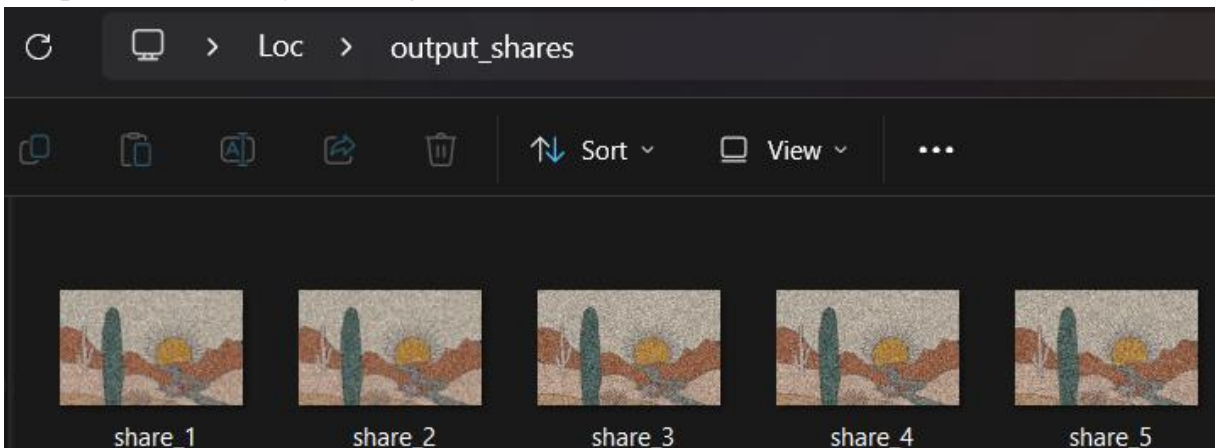 > Loc > output_shares
Sort View •••
share_1 share_2 share_3 share_4 share_5